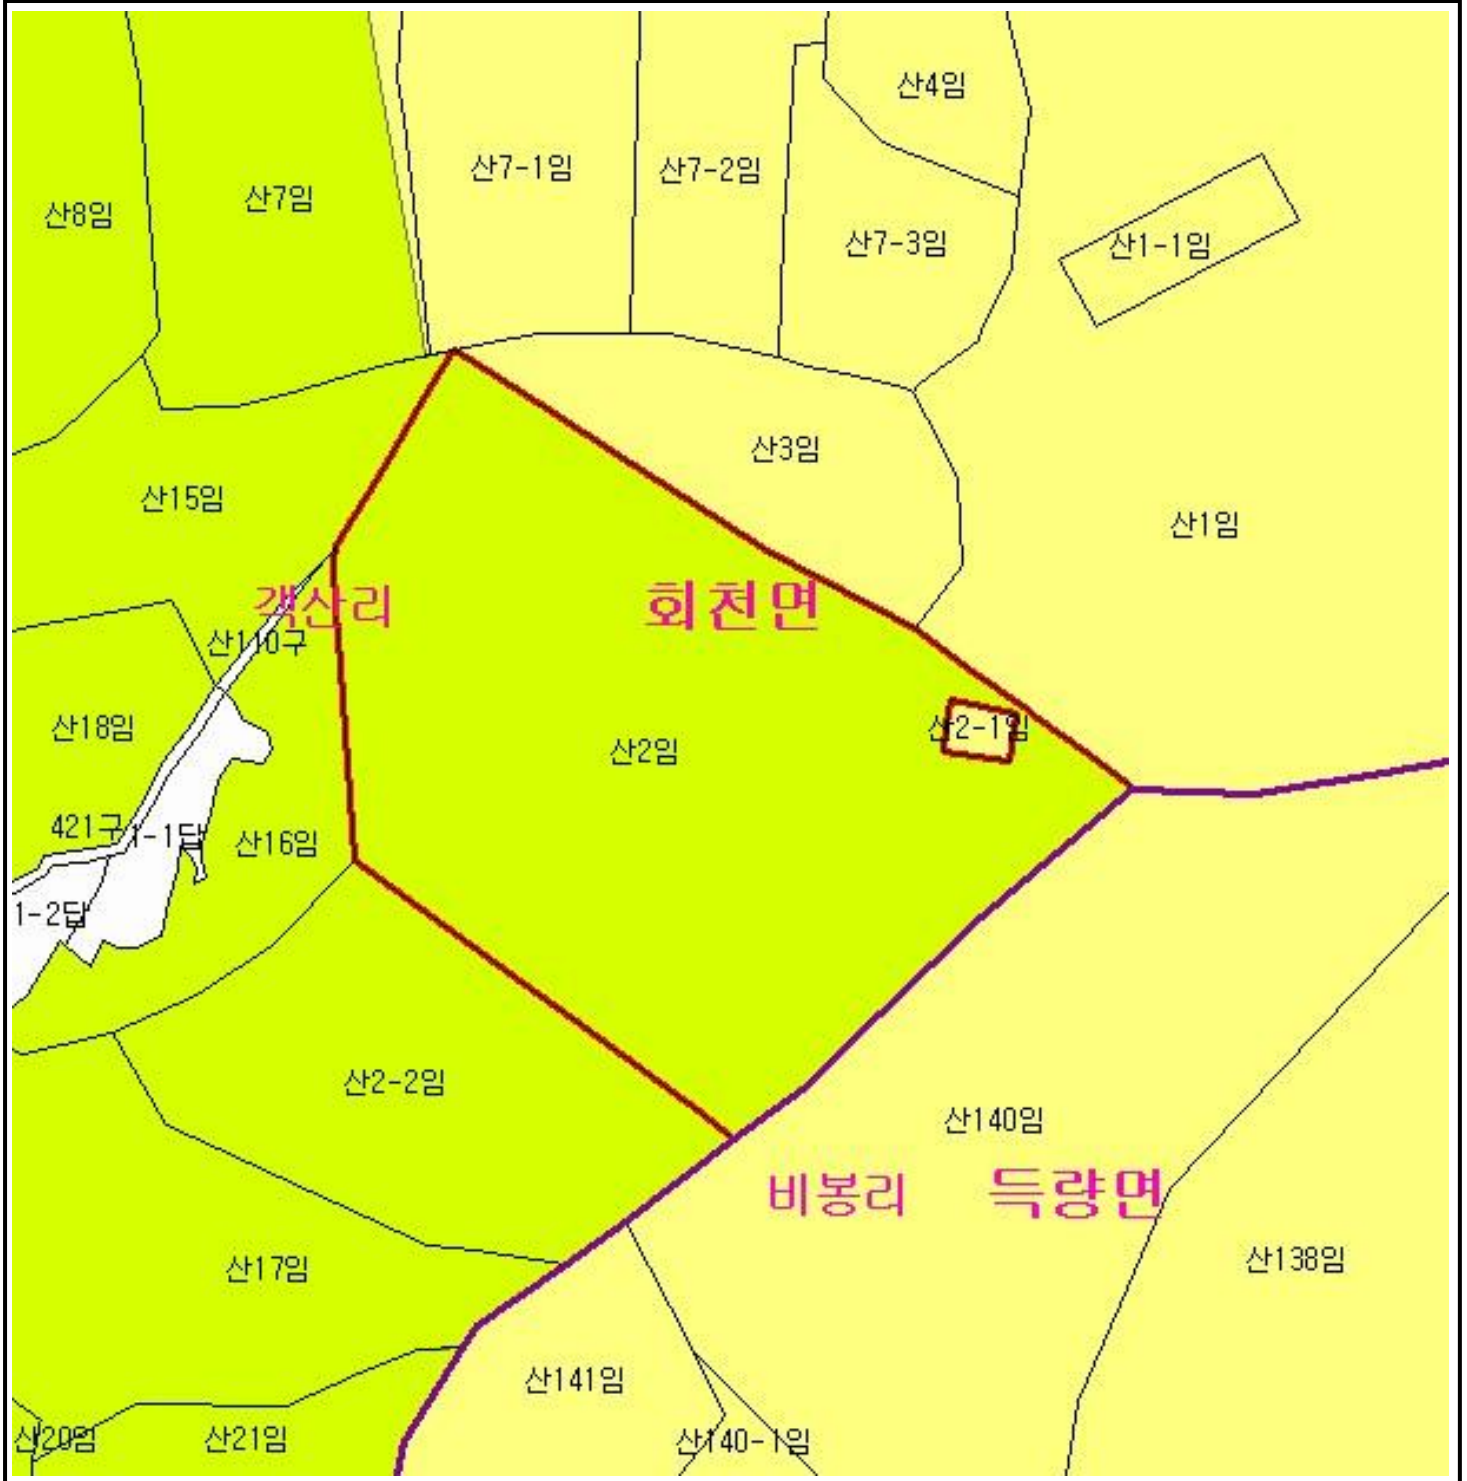 산4임
산7-1임
산7-2임
산7임
산8임
산7-3임
산1-1임
산3임
산15임
산1임
객산리
회천면
산110구
산18임
산2-1임
산2임
421구
1-1답
산16임
1-2답
산2-2임
산140임
비봉리
득량면
산17임
산138임
산141임
산20임
산21임
산140-1임